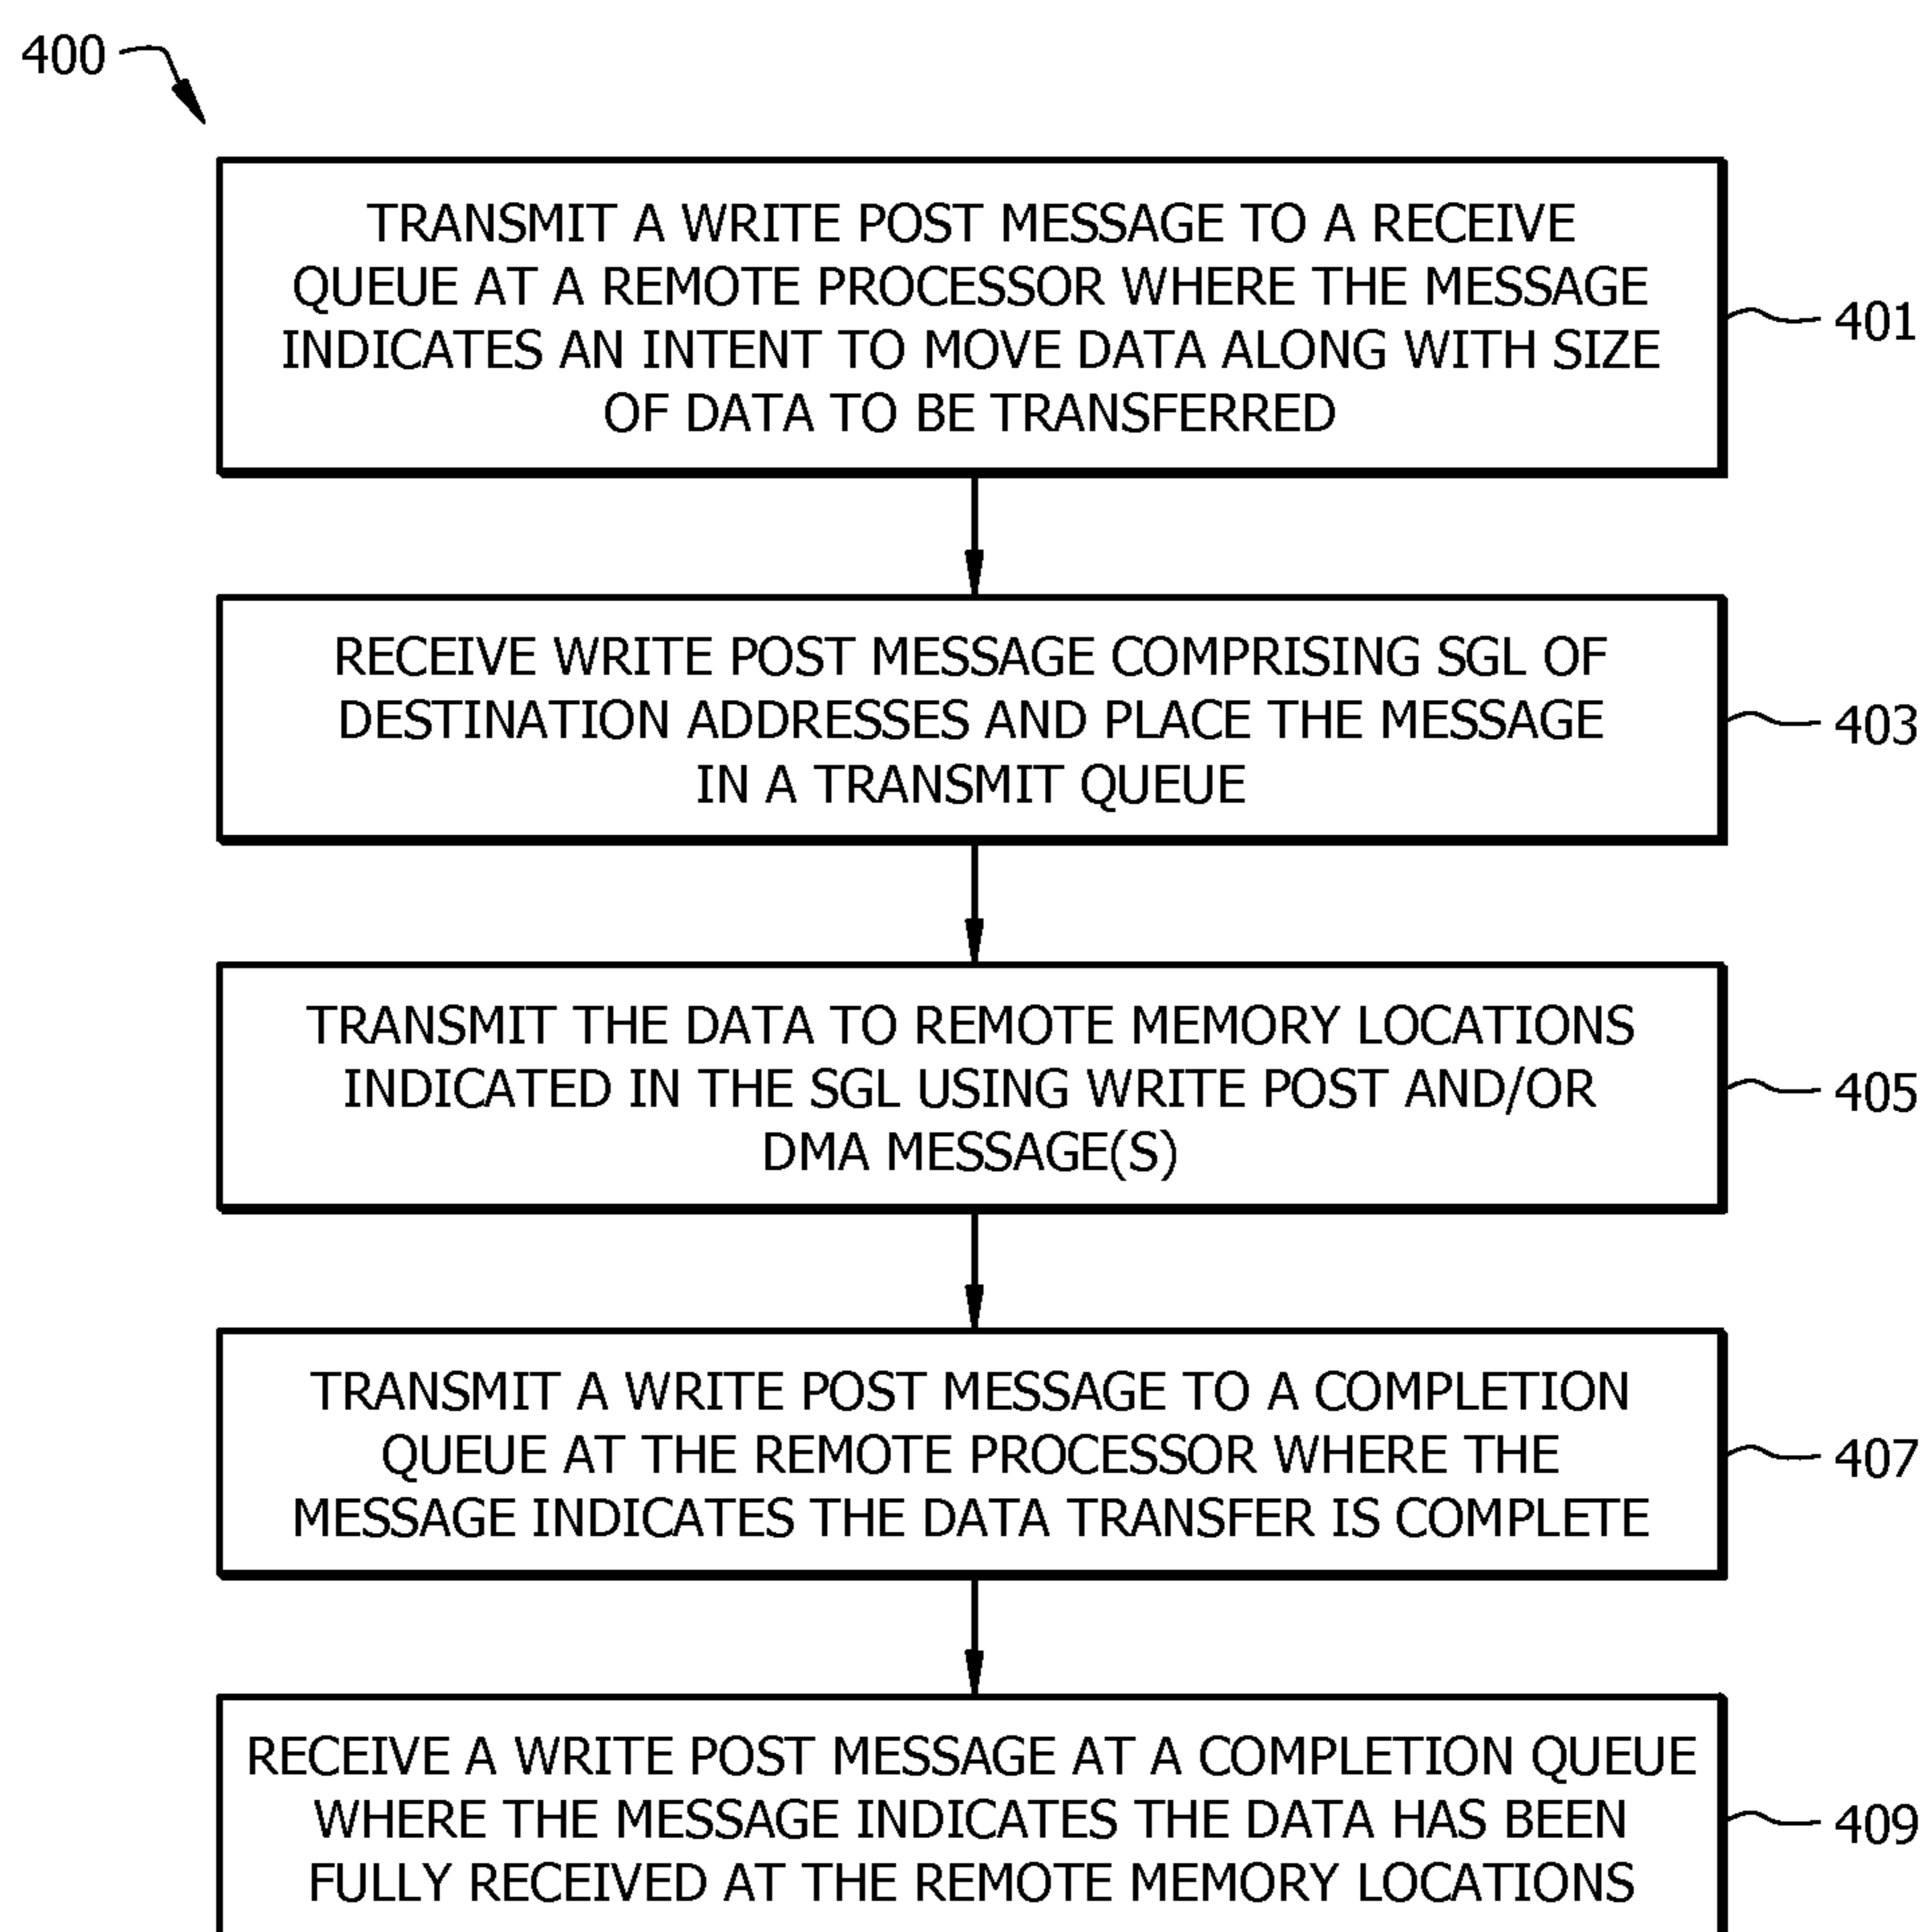 400
TRANSMIT A WRITE POST MESSAGE TO A RECEIVE
QUEUE AT A REMOTE PROCESSOR WHERE THE MESSAGE
INDICATES AN INTENT TO MOVE DATA ALONG WITH SIZE
OF DATA TO BE TRANSFERRED
401
RECEIVE WRITE POST MESSAGE COMPRISING SGL OF
DESTINATION ADDRESSES AND PLACE THE MESSAGE
IN A TRANSMIT QUEUE
403
TRANSMIT THE DATA TO REMOTE MEMORY LOCATIONS
INDICATED IN THE SGL USING WRITE POST AND/OR
DMA MESSAGE(S)
405
TRANSMIT A WRITE POST MESSAGE TO A COMPLETION
QUEUE AT THE REMOTE PROCESSOR WHERE THE
MESSAGE INDICATES THE DATA TRANSFER IS COMPLETE
407
RECEIVE A WRITE POST MESSAGE AT A COMPLETION QUEUE
WHERE THE MESSAGE INDICATES THE DATA HAS BEEN
FULLY RECEIVED AT THE REMOTE MEMORY LOCATIONS
409